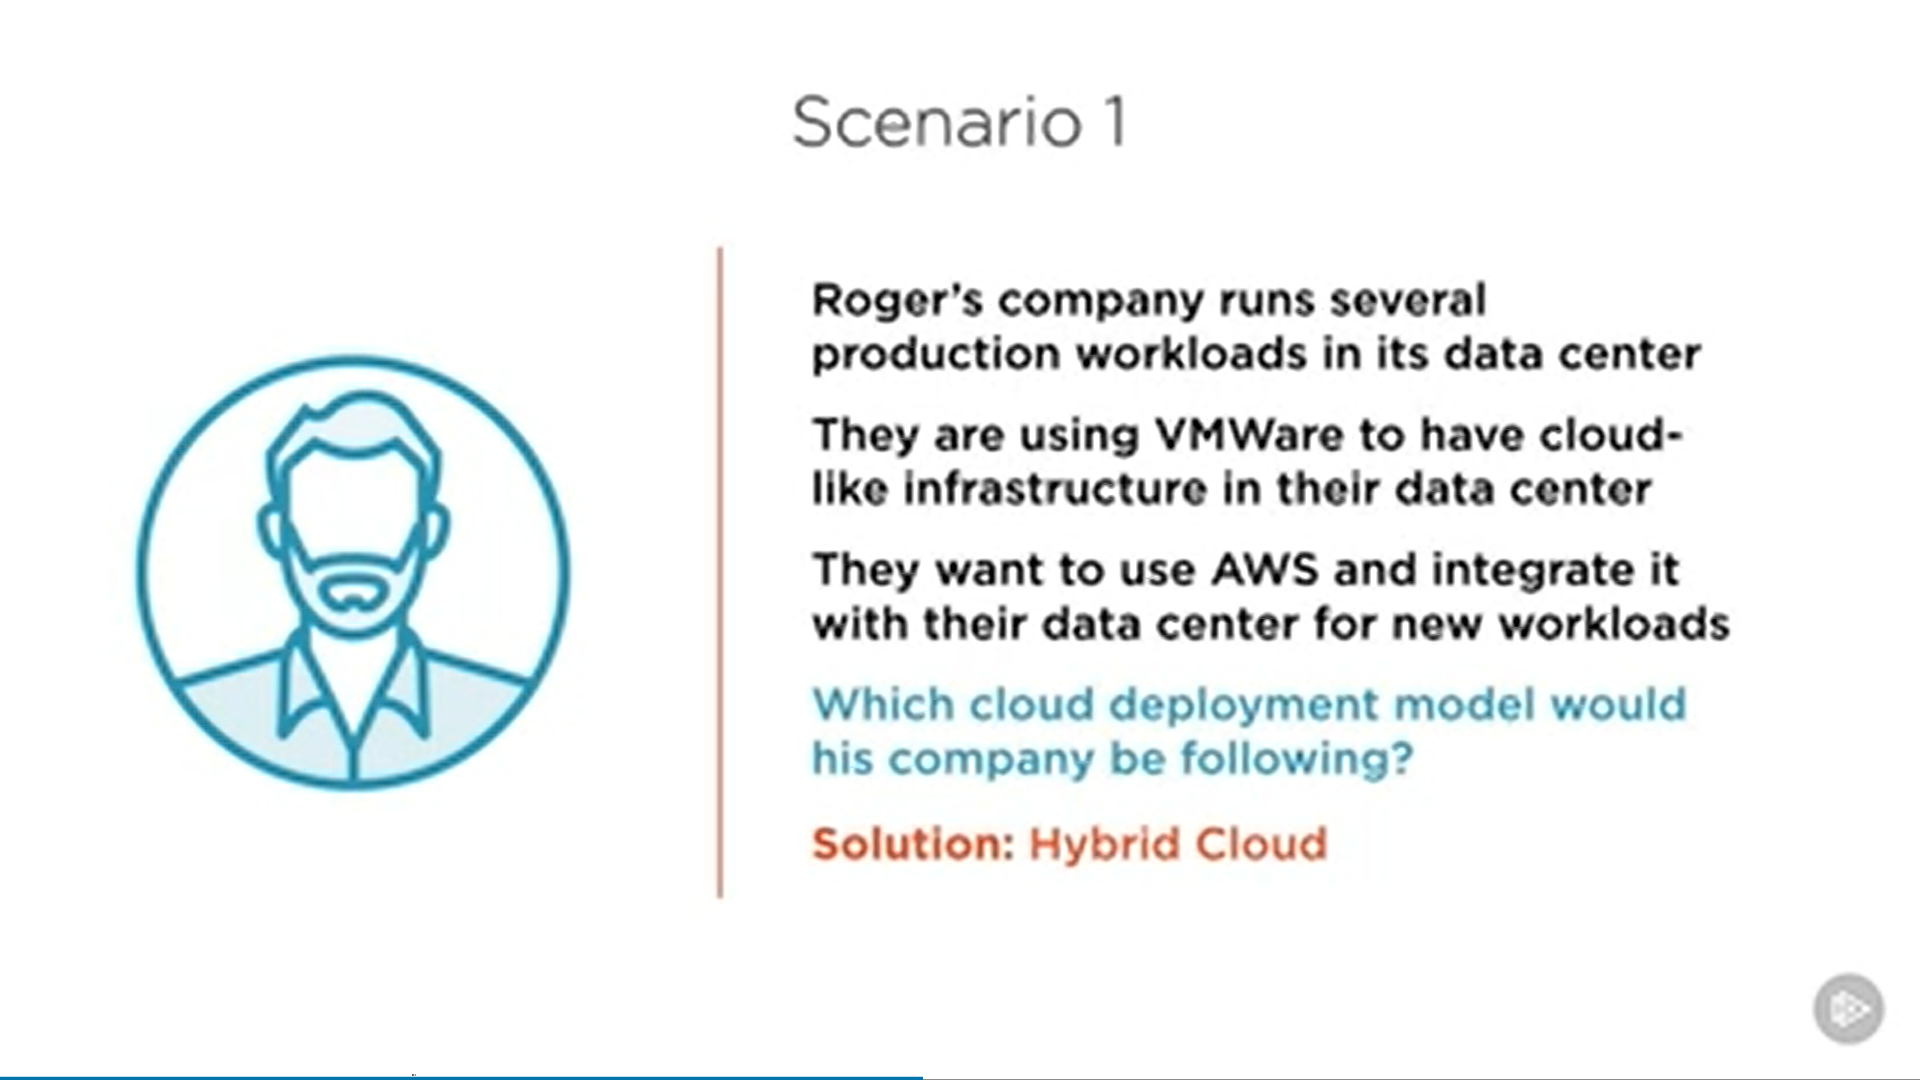 Scenario 1
Roger's company runs several
production workloads in its data center
They are using VMWare to have cloud-
like infrastructure in their data center
They want to use AWS and integrate it
with their data center for new workloads
Which cloud deployment model would
his company be following?
Solution: Hybrid Cloud